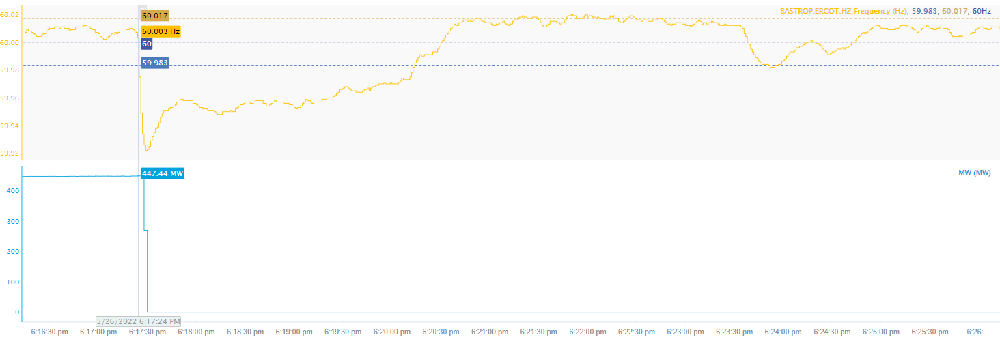 60.02
60.00
59.98
59.96
59.94
59.92
60.017
60.003 Hz
60
59.983
BASTROP.ERCOT.HZ.Frequency (Hz), 59.983, 60.017, 60Hz
447.44 MW
MW (MW)
400
300
200
100
0
5/26/2022 6:17:24 PM
6:16:30 pm 6:17:00 pm 6:17:30 pm 6:18:00 pm 6:18:30 pm 6:19:00 pm 6:19:30 pm 6:20:00 pm 6:20:30 pm 6:21:00 pm 6:21:30 pm 6:22:00 pm 6:22:30 pm 6:23:00 pm 6:23:30 pm 6:24:00 pm 6:24:30 pm 6:25:00 pm 6:25:30 pm 6:26:...